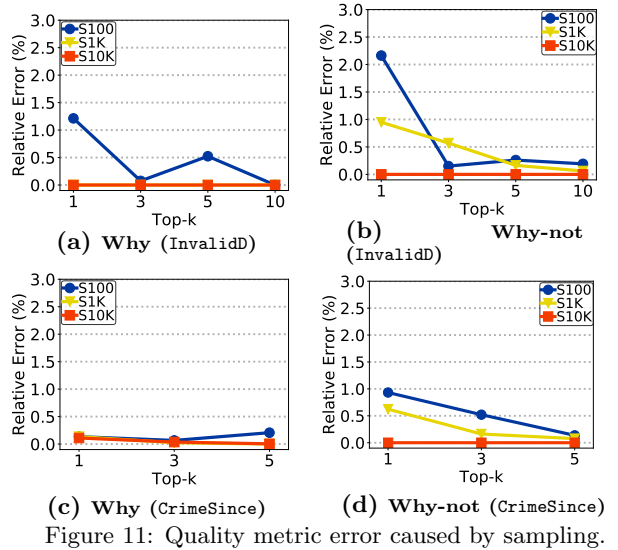 3.0
2.5
2.0
1.5
1.0
0.5
0.0
Relative Error (%)
S100
S1K
S10K
1 3 5 10
Top-k
(a) Why (InvalidD)
3.0
2.5
2.0
1.5
1.0
0.5
0.0
Relative Error (%)
S100
S1K
S10K
1 3 5 10
Top-k
(b) Why-not
(InvalidD)
3.0
2.5
2.0
1.5
1.0
0.5
0.0
Relative Error (%)
S100
S1K
S10K
1 3 5
Top-k
(c) Why (CrimeSince)
3.0
2.5
2.0
1.5
1.0
0.5
0.0
Relative Error (%)
S100
S1K
S10K
1 3 5
Top-k
(d) Why-not (CrimeSince)
Figure 11: Quality metric error caused by sampling.